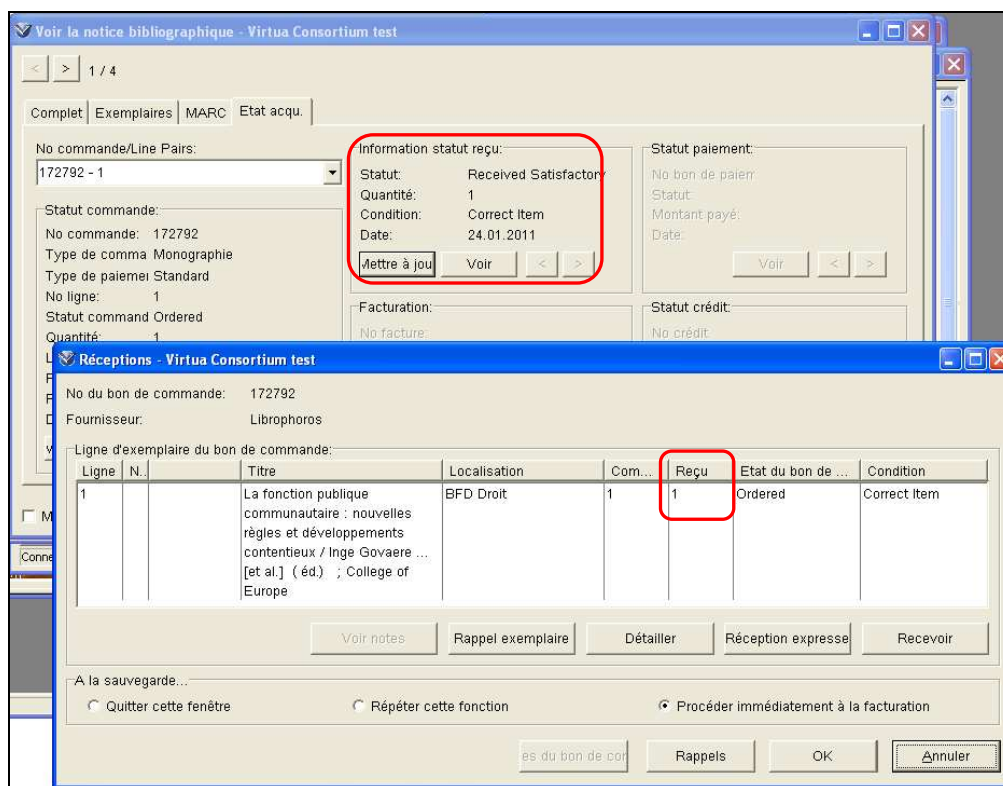 Voir la notice bibliographique - Virtua Consortium test
< > 1 / 4
Complet Exemplaires MARC Etat acqu.
No commande/Line Pairs:
172792 - 1
Statut commande:
No commande: 172792
Type de comma Monographie
Type de paiemei Standard
No ligne: 1
Statut command Ordered
Quantité: 1
Information statut reçu:
Statut: Received Satisfactory
Quantité: 1
Condition: Correct Item
Date: 24.01.2011
Mettre à jou Voir < >
Facturation:
No facture:
Statut paiement:
No bon de paiem
Statut:
Montant payé:
Date:
Voir < >
Statut crédit:
No crédit:
Réceptions - Virtua Consortium test
No du bon de commande: 172792
Fournisseur: Librophoros
Ligne d'exemplaire du bon de commande:
Ligne N.. Titre Localisation Com... Reçu Etat du bon de ... Condition
1 La fonction publique BFD Droit 1 1 Ordered Correct Item
communautaire : nouvelles
règles et développements
contentieux / Inge Govaere ...
[et al.] ( éd.) ; College of
Europe
Voir notes Rappel exemplaire Détailler Réception expresse Recevoir
A la sauvegarde...
Quitter cette fenêtre Répéter cette fonction Procéder immédiatement à la facturation
es du bon de cor Rappels OK Annuler
M
Conne